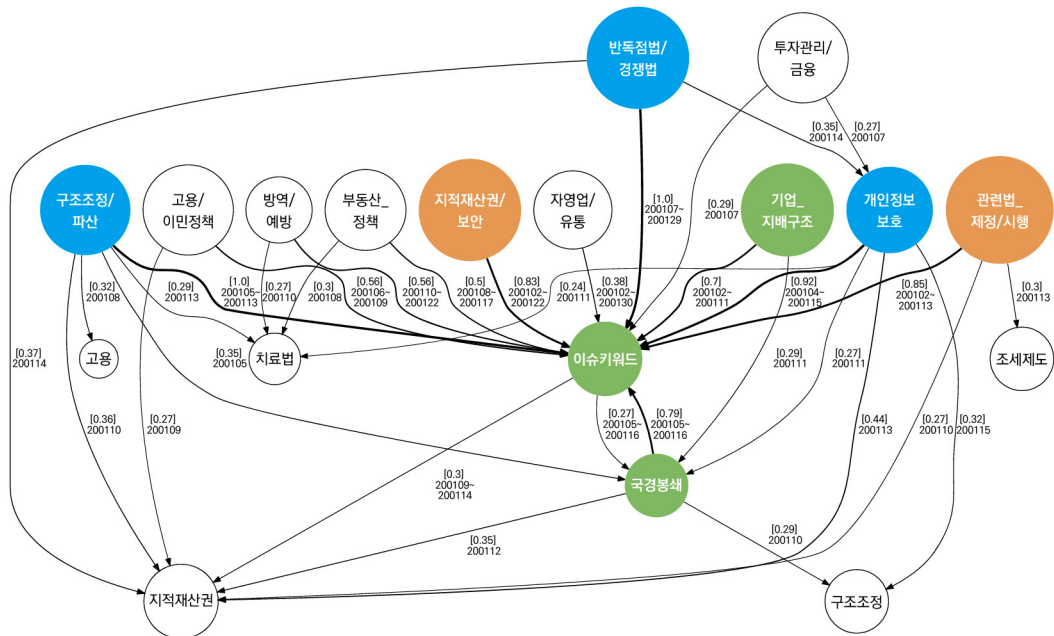 반독점법/
경쟁법
투자관리/
금융
[0.35]
200114
[0.27]
200107
구조조정/
파산
고용/
이민정책
방역/
예방
부동산_
정책
지적재산권/
보안
자영업/
유통
[1.0]
200107~
200129
[0.29]
200107
기업_
지배구조
개인정보
보호
관련법_
제정/시행
[0.32]
200108
[0.29]
200113
[1.0]
200105~
200113
[0.27]
200110
[0.3]
200108
[0.56]
200106~
200109
[0.56]
200110~
200122
[0.5]
200108~
200117
[0.83]
200102~
200122
[0.24]
200111
[0.38]
200102~
200130
[0.7]
200102~
200111
[0.92]
200104~
200115
[0.85]
200102~
200113
[0.3]
200113
[0.37]
200114
고용
[0.35]
200105
치료법
이슈키워드
[0.29]
200111
[0.27]
200111
조세제도
[0.36]
200110
[0.27]
200109
[0.27]
200105~
200116
[0.79]
200105~
200116
[0.44]
200113
[0.27]
200110
[0.32]
200115
[0.3]
200109~
200114
국경봉쇄
[0.35]
200112
[0.29]
200110
지적재산권
구조조정